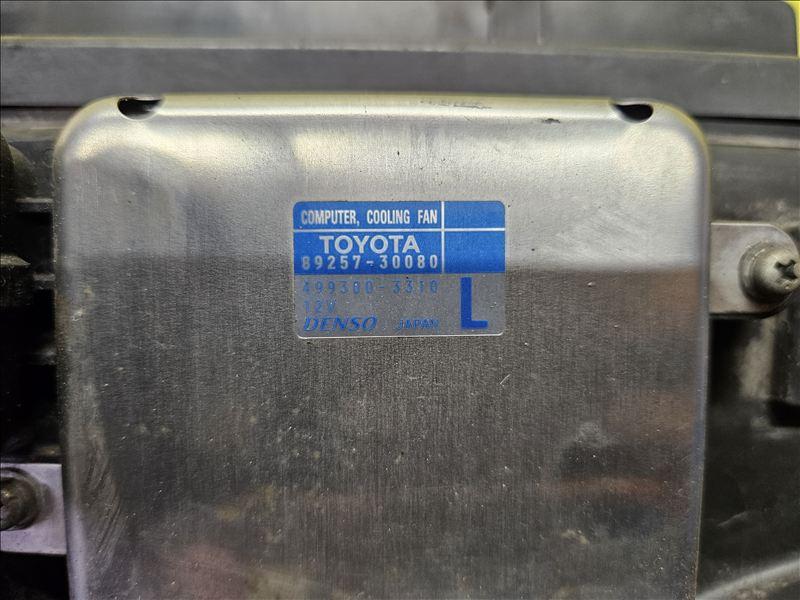 COMPUTER, COOLING FAN
TOYOTA
89257-30080
499300-3310
12V
DENSO JAPAN L